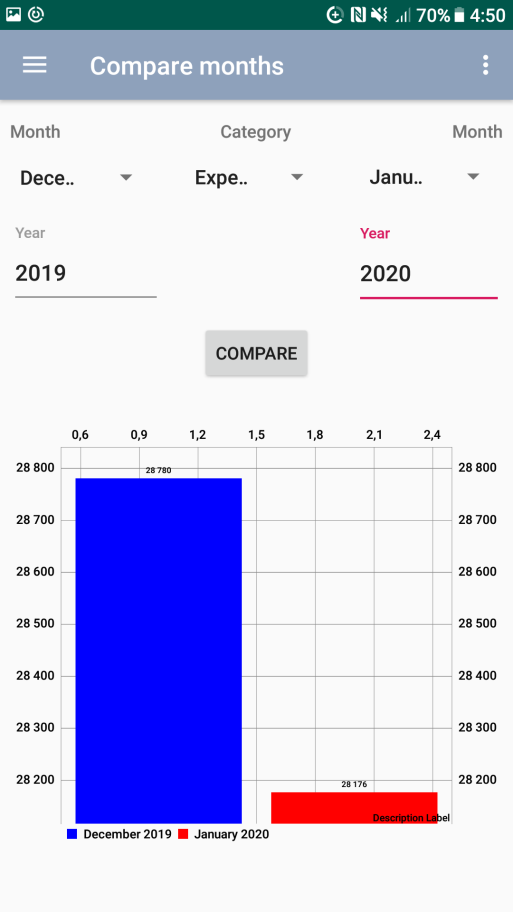 70% 4:50
Compare months
Month Category Month
Dece.. Expe.. Janu..
Year Year
2019 2020
COMPARE
0,6 0,9 1,2 1,5 1,8 2,1 2,4
28 800 28 800
28 780
28 700 28 700
28 600 28 600
28 500 28 500
28 400 28 400
28 300 28 300
28 200 28 200
28 176
Description Label
December 2019 January 2020